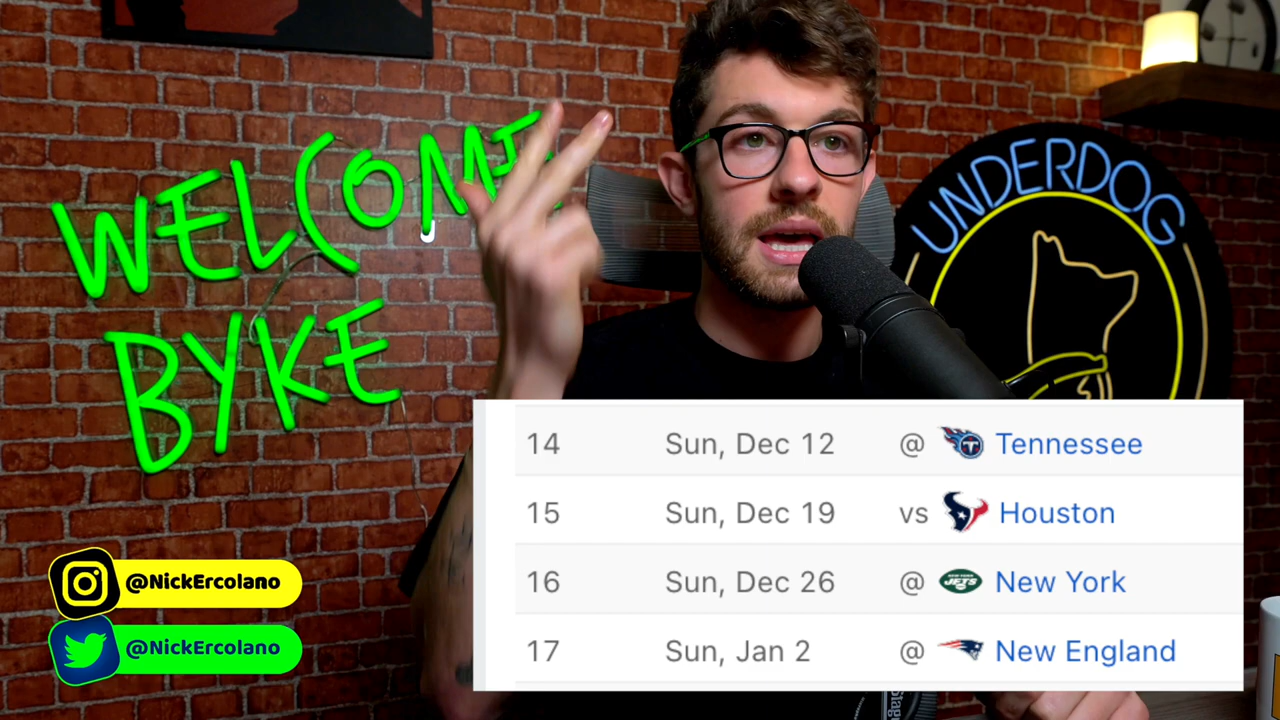 WELCOME
BYKE
UNDERDOG
14 Sun, Dec 12 @ Tennessee
15 Sun, Dec 19 vs Houston
16 Sun, Dec 26 @ New York
17 Sun, Jan 2 @ New England
JETS
@NickErcolano
@NickErcolano